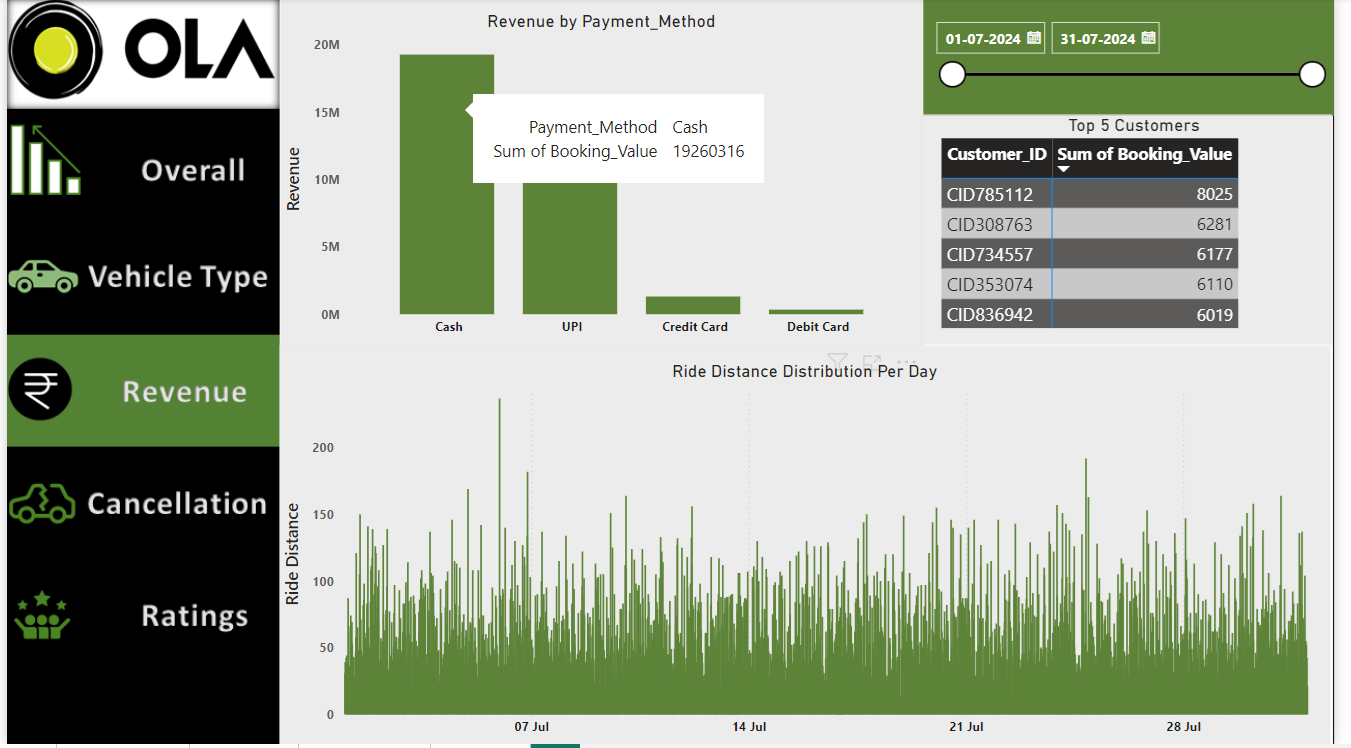 OLA
Overall
Vehicle Type
Revenue
Cancellation
Ratings
Revenue by Payment_Method
Revenue
20M
15M
10M
5M
0M
Payment_Method Cash
Sum of Booking_Value 19260316
Cash UPI Credit Card Debit Card
01-07-2024 31-07-2024
Top 5 Customers
Customer_ID Sum of Booking_Value
CID785112 8025
CID308763 6281
CID734557 6177
CID353074 6110
CID836942 6019
Ride Distance Distribution Per Day
Ride Distance
200
150
100
50
0
07 Jul 14 Jul 21 Jul 28 Jul